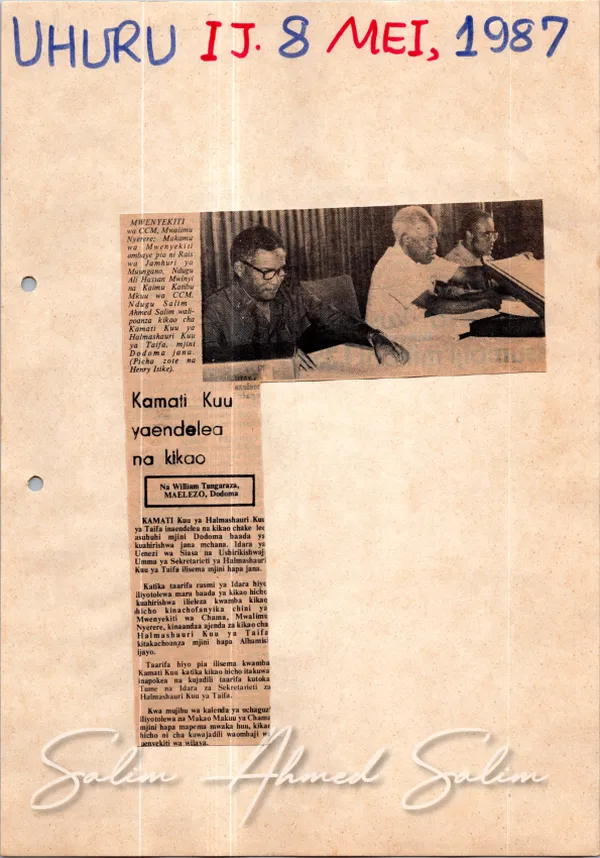 UHURU IJ. 8 MEI, 1987
MWENYEKITI
wa CCM, Mwalimu
Nyerere; Makamu
wa Mwenyekiti
ambaye pia ni Rais
wa Jamhuri ya
Muungano, Ndugu
Ali Hassan Mwinyi
na Kaimu Katibu
Mkuu wa CCM,
Ndugu Salim
Ahmed Salim wali-
poanza kikao cha
Kamati Kuu ya
Halmashauri Kuu
ya Taifa, mjini
Dodoma jana.
(Picha zote na
Henry Isike).
Kamati Kuu
yaendelea
na kikao
Na William Tungaraza,
MAELEZO, Dodoma
KAMATI Kuu ya Halmashauri Kuu
ya Taifa inaendelea na kikao chake leo
asubuhi mjini Dodoma baada ya
kuahirishwa jana mchana. Idara ya
Uenezi wa Siasa na Ushirikishwaji
Umma ya Sekretarieti ya Halmashauri
Kuu ya Taifa ilisema mjini hapa jana.
Katika taarifa rasmi ya Idara hiyo
iliyotolewa mara baada ya kikao hicho
kuahirishwa ilieleza kwamba kikao
hicho kinachofanyika chini ya
Mwenyekiti wa Chama, Mwalimu
Nyerere, kinaandaa ajenda za kikao cha
Halmashauri Kuu ya Taifa
kitakachoanza mjini hapa Alhamisi
ijayo.
Taarifa hiyo pia ilisema kwamba
Kamati Kuu katika kikao hicho itakuwa
inapokea na kujadili taarifa kutoka
Tume na Idara za Sekretarieti za
Halmashauri Kuu ya Taifa.
Kwa mujibu wa kalenda ya uchaguzi
iliyotolewa na Makao Makuu ya Chama
mjini hapa mapema mwaka huu, kikao
hicho ni cha kuwajadili waombaji wa
uenyekiti wa wilaya.
Salim Ahmed Salim